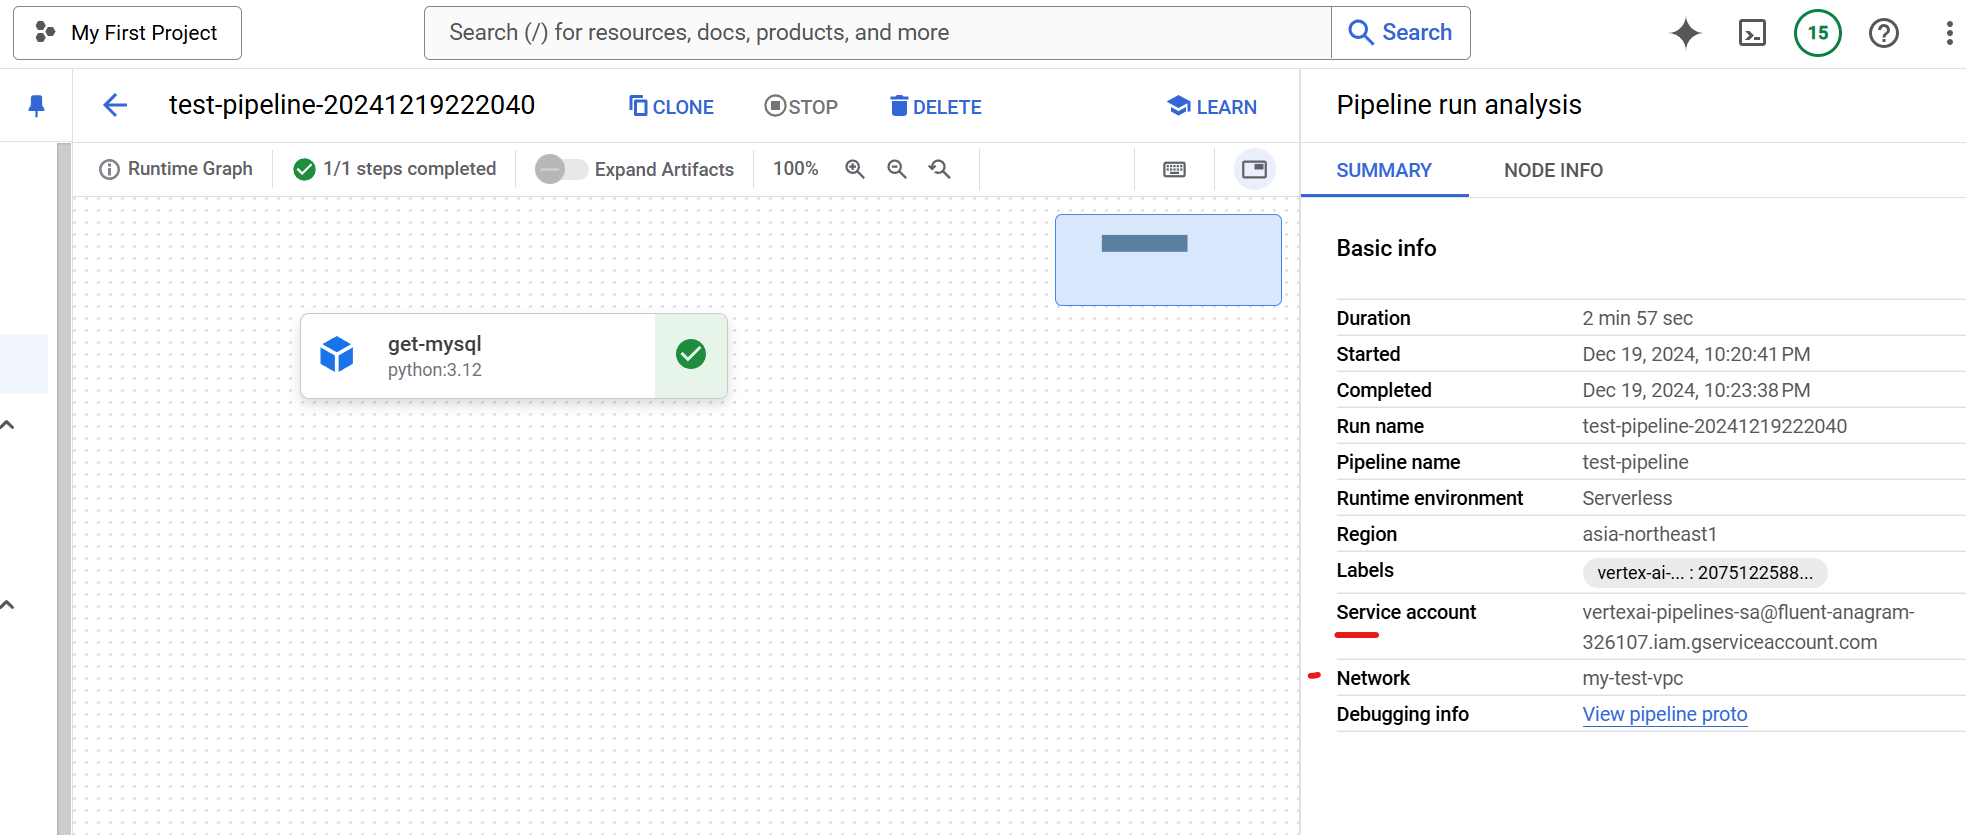 My First Project
Search (/) for resources, docs, products, and more
Search
15
test-pipeline-20241219222040
CLONE
STOP
DELETE
LEARN
Pipeline run analysis
Runtime Graph
1/1 steps completed
Expand Artifacts
100%
SUMMARY
NODE INFO
get-mysql
python:3.12
Basic info
Duration 2 min 57 sec
Started Dec 19, 2024, 10:20:41 PM
Completed Dec 19, 2024, 10:23:38 PM
Run name test-pipeline-20241219222040
Pipeline name test-pipeline
Runtime environment Serverless
Region asia-northeast1
Labels vertex-ai-... : 2075122588...
Service account vertexai-pipelines-sa@fluent-anagram-
326107.iam.gserviceaccount.com
Network my-test-vpc
Debugging info View pipeline proto